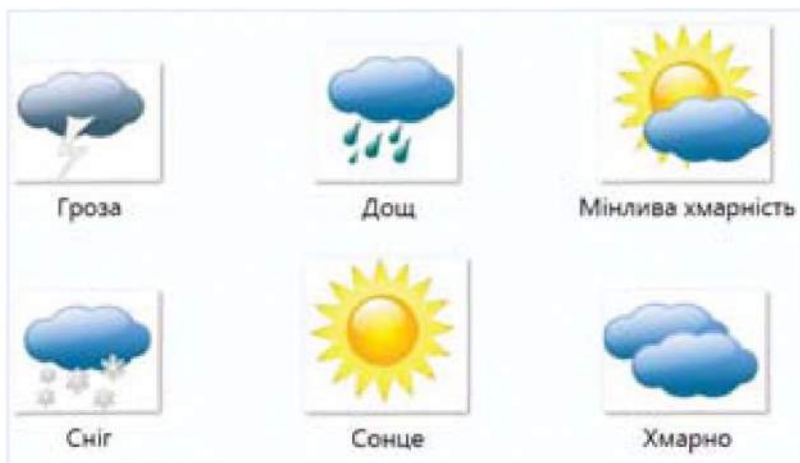 Гроза
Дощ
Мінлива хмарність
Сніг
Сонце
Хмарно